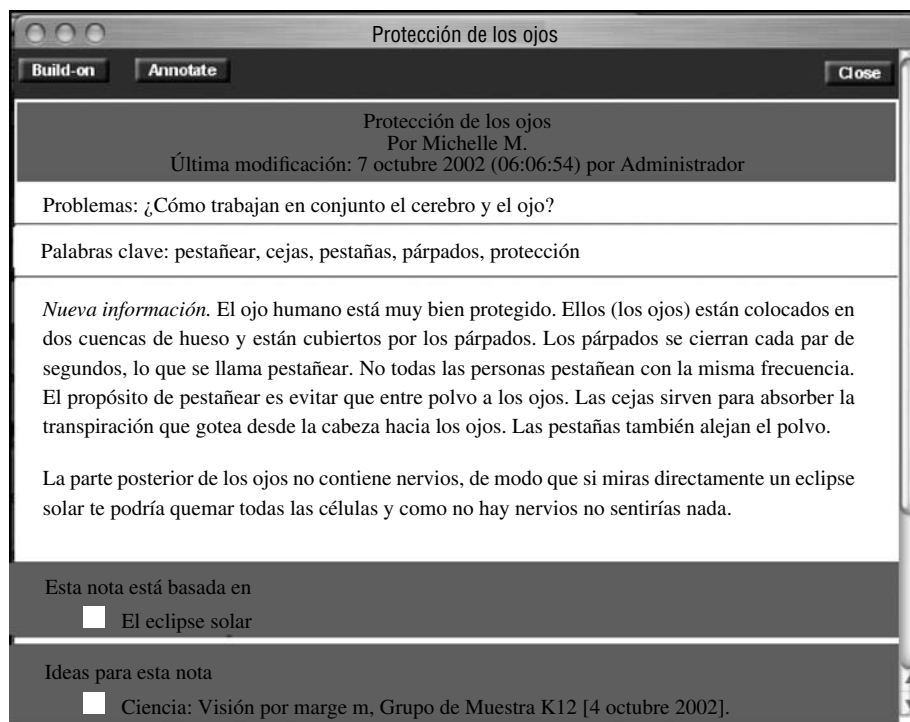 Protección de los ojos
Build-on Annotate Close
Protección de los ojos
Por Michelle M.
Última modificación: 7 octubre 2002 (06:06:54) por Administrador
Problemas: ¿Cómo trabajan en conjunto el cerebro y el ojo?
Palabras clave: pestañear, cejas, pestañas, párpados, protección
Nueva información. El ojo humano está muy bien protegido. Ellos (los ojos) están colocados en
dos cuencas de hueso y están cubiertos por los párpados. Los párpados se cierran cada par de
segundos, lo que se llama pestañear. No todas las personas pestañean con la misma frecuencia.
El propósito de pestañear es evitar que entre polvo a los ojos. Las cejas sirven para absorber la
transpiración que gotea desde la cabeza hacia los ojos. Las pestañas también alejan el polvo.
La parte posterior de los ojos no contiene nervios, de modo que si miras directamente un eclipse
solar te podría quemar todas las células y como no hay nervios no sentirías nada.
Esta nota está basada en
El eclipse solar
Ideas para esta nota
Ciencia: Visión por marge m, Grupo de Muestra K12 [4 octubre 2002].